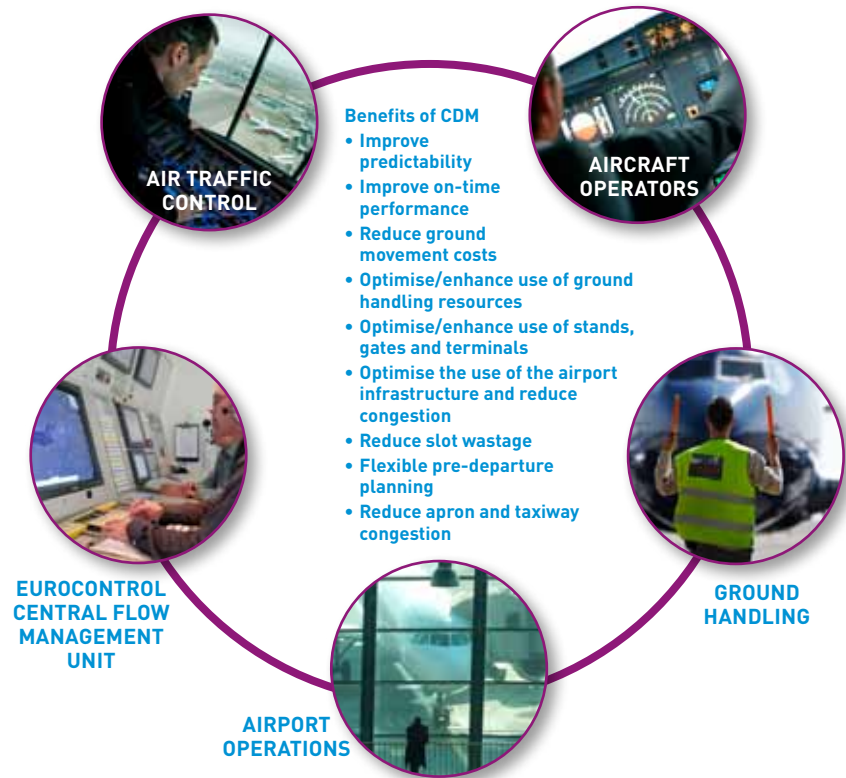 AIR TRAFFIC
CONTROL
AIRCRAFT
OPERATORS
Benefits of CDM
• Improve
predictability
• Improve on-time
performance
• Reduce ground
movement costs
• Optimise/enhance use of ground
handling resources
• Optimise/enhance use of stands,
gates and terminals
• Optimise the use of the airport
infrastructure and reduce
congestion
• Reduce slot wastage
• Flexible pre-departure
planning
• Reduce apron and taxiway
congestion
EUROCONTROL
CENTRAL FLOW
MANAGEMENT
UNIT
GROUND
HANDLING
AIRPORT
OPERATIONS